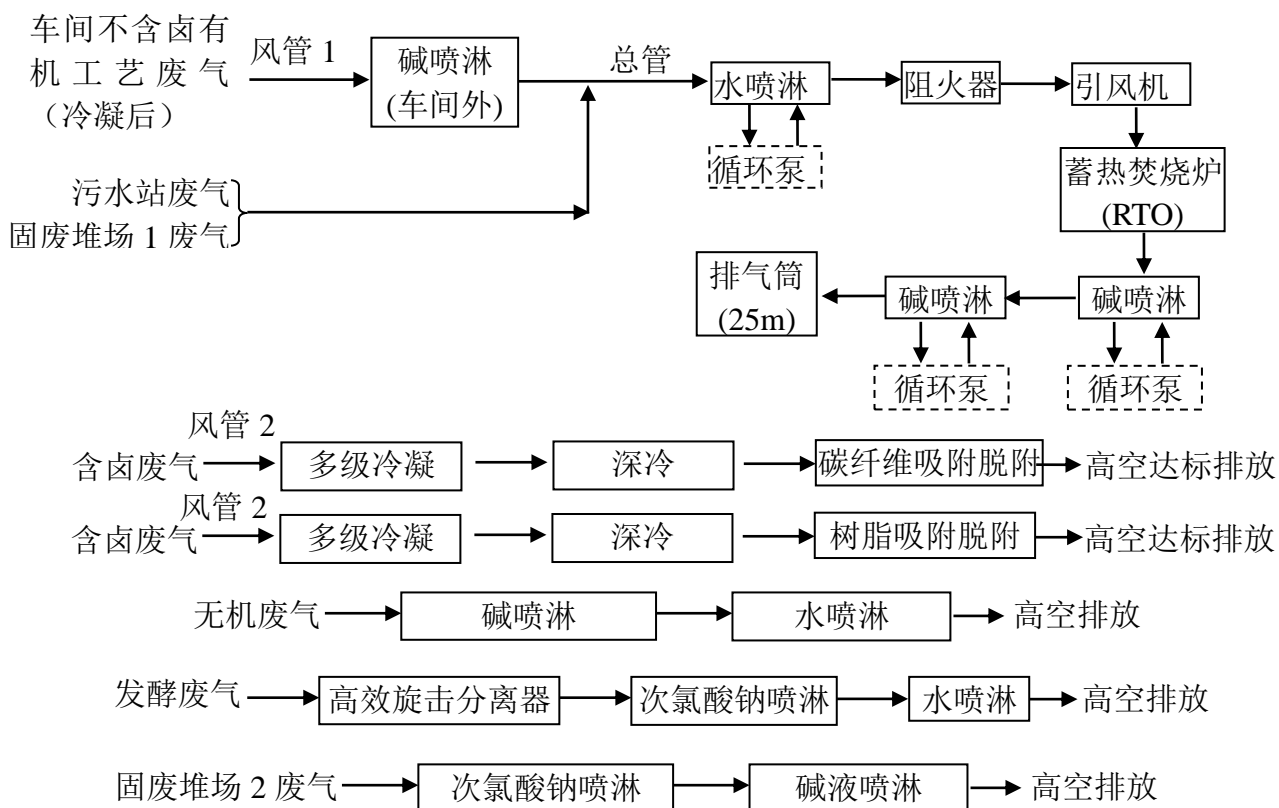 车间不含卤有
机工艺废气
（冷凝后）
风管 1
碱喷淋
(车间外)
总管
水喷淋
循环泵
阻火器
引风机
污水站废气
固废堆场 1 废气
蓄热焚烧炉
(RTO)
碱喷淋
循环泵
碱喷淋
循环泵
排气筒
(25m)
含卤废气
风管 2
多级冷凝
深冷
碳纤维吸附脱附
高空达标排放
含卤废气
风管 2
多级冷凝
深冷
树脂吸附脱附
高空达标排放
无机废气
碱喷淋
水喷淋
高空排放
发酵废气
高效旋击分离器
次氯酸钠喷淋
水喷淋
高空排放
固废堆场 2 废气
次氯酸钠喷淋
碱液喷淋
高空排放